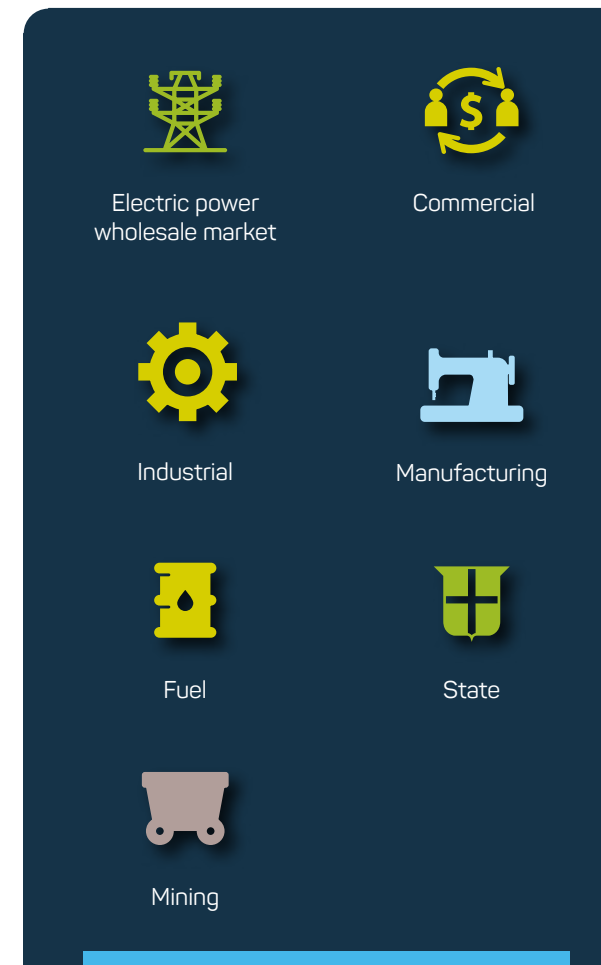 $
Electric power
wholesale market
Commercial
Industrial
Manufacturing
Fuel
State
Mining